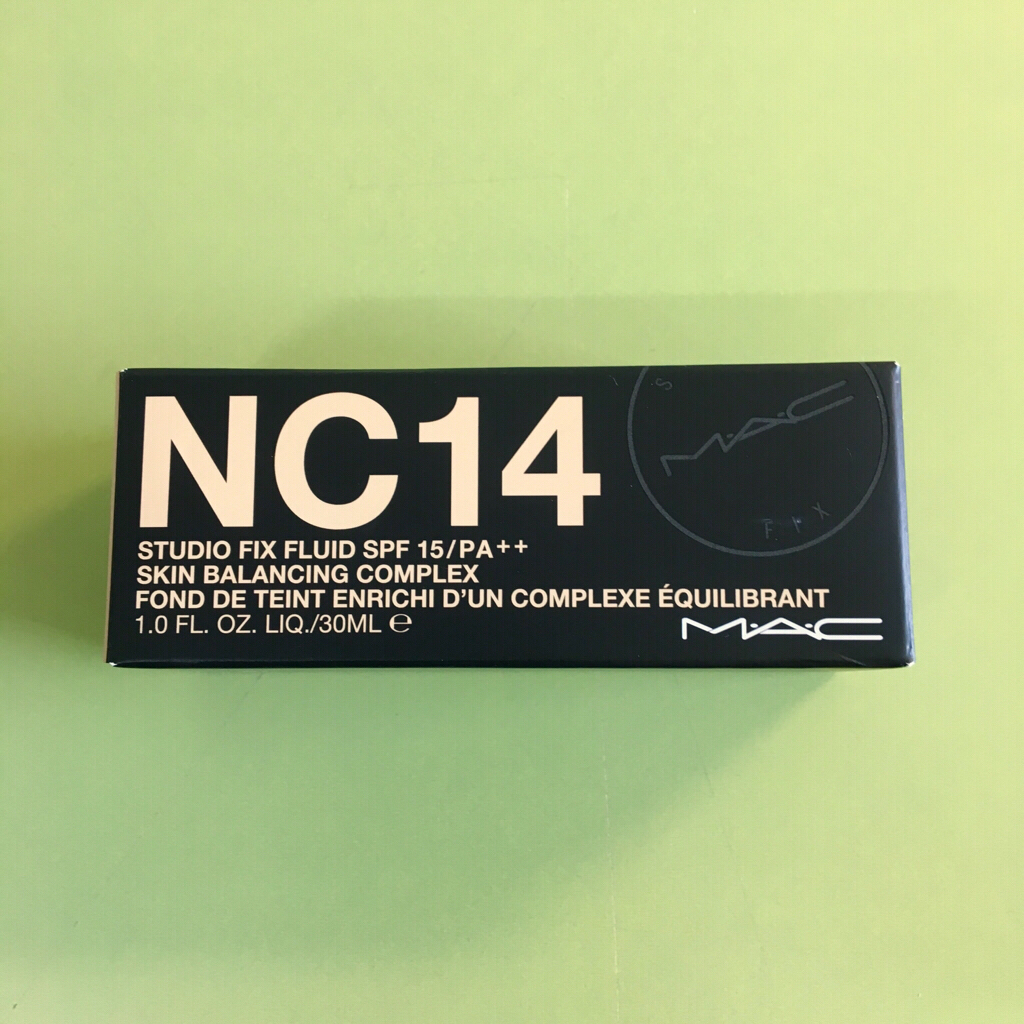 NC14
STUDIO FIX FLUID SPF 15/PA++
SKIN BALANCING COMPLEX
FOND DE TEINT ENRICHI D'UN COMPLEXE ÉQUILIBRANT
1.0 FL. OZ. LIQ./30ML ℮
M·A·C
M·A·C
FIX